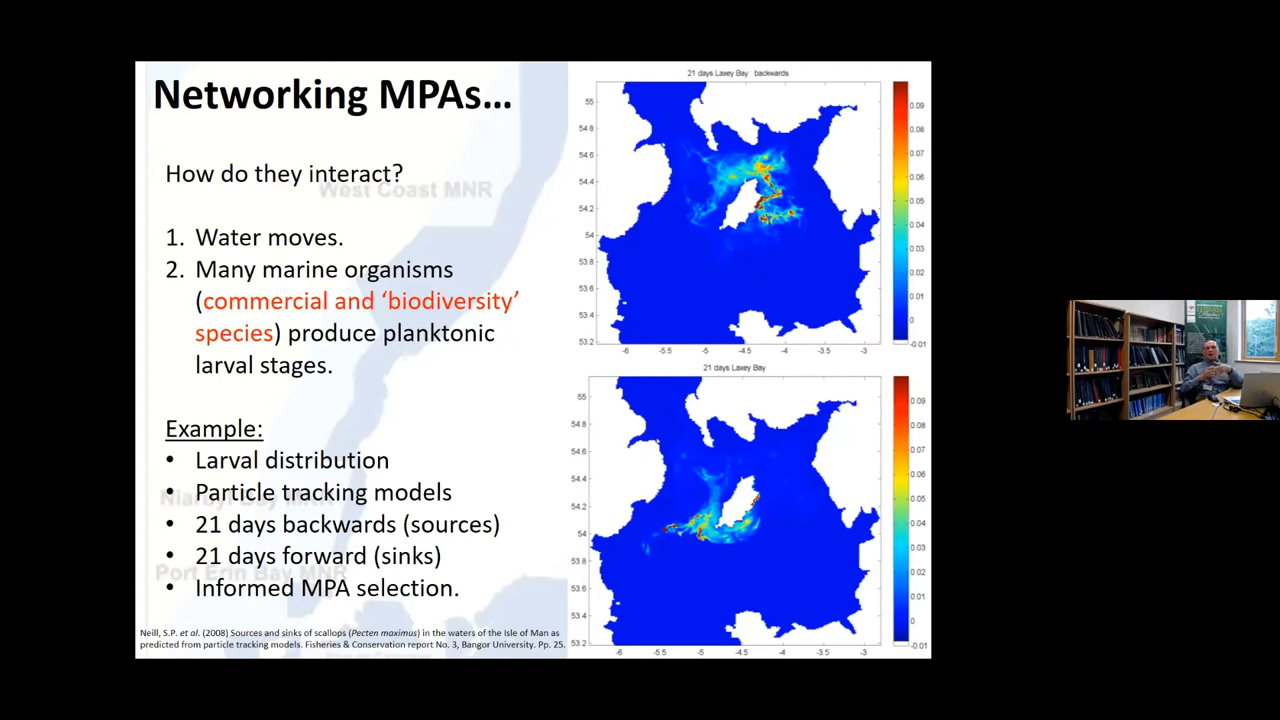 Networking MPAs...
How do they interact?
West Coast MNR
1. Water moves.
2. Many marine organisms
(commercial and ‘biodiversity’
species) produce planktonic
larval stages.
Example:
• Larval distribution
• Particle tracking models
Niarbyl Bay MNR
• 21 days backwards (sources)
• 21 days forward (sinks)
Port Erin Bay MNR
• Informed MPA selection.
Neill, S.P. et al. (2008) Sources and sinks of scallops (Pecten maximus) in the waters of the Isle of Man as
predicted from particle tracking models. Fisheries & Conservation report No. 3, Bangor University. Pp. 25.
21 days Laxey Bay : backwards
55
54.8
54.6
54.4
54.2
54
53.8
53.6
53.4
53.2
-6 -5.5 -5 -4.5 -4 -3.5 -3
0.09
0.08
0.07
0.06
0.05
0.04
0.03
0.02
0.01
0
-0.01
21 days Laxey Bay
55
54.8
54.6
54.4
54.2
54
53.8
53.6
53.4
53.2
-6 -5.5 -5 -4.5 -4 -3.5 -3
0.09
0.08
0.07
0.06
0.05
0.04
0.03
0.02
0.01
0
-0.01